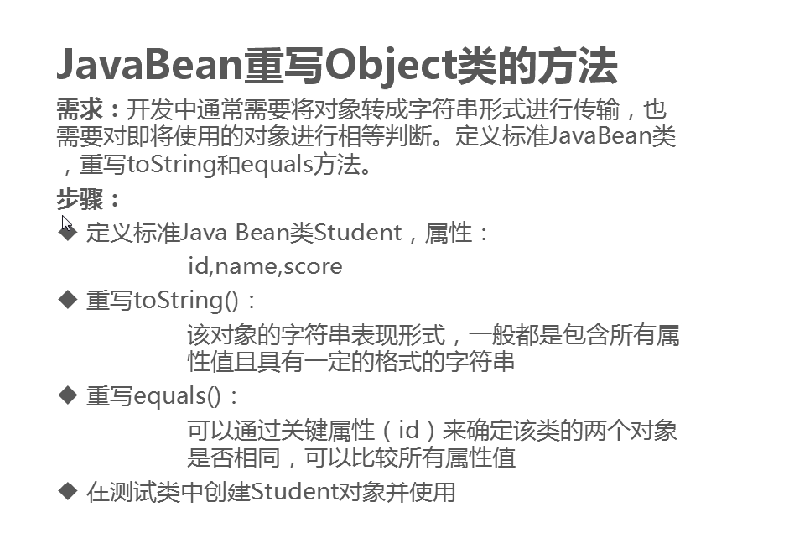 JavaBean重写Object类的方法
需求：开发中通常需要将对象转成字符串形式进行传输，也
需要对即将使用的对象进行相等判断。定义标准JavaBean类
，重写toString和equals方法。
步骤：
◆ 定义标准Java Bean类Student，属性：
id,name,score
◆ 重写toString()：
该对象的字符串表现形式，一般都是包含所有属
性值且具有一定的格式的字符串
◆ 重写equals()：
可以通过关键属性（id）来确定该类的两个对象
是否相同，可以比较所有属性值
◆ 在测试类中创建Student对象并使用